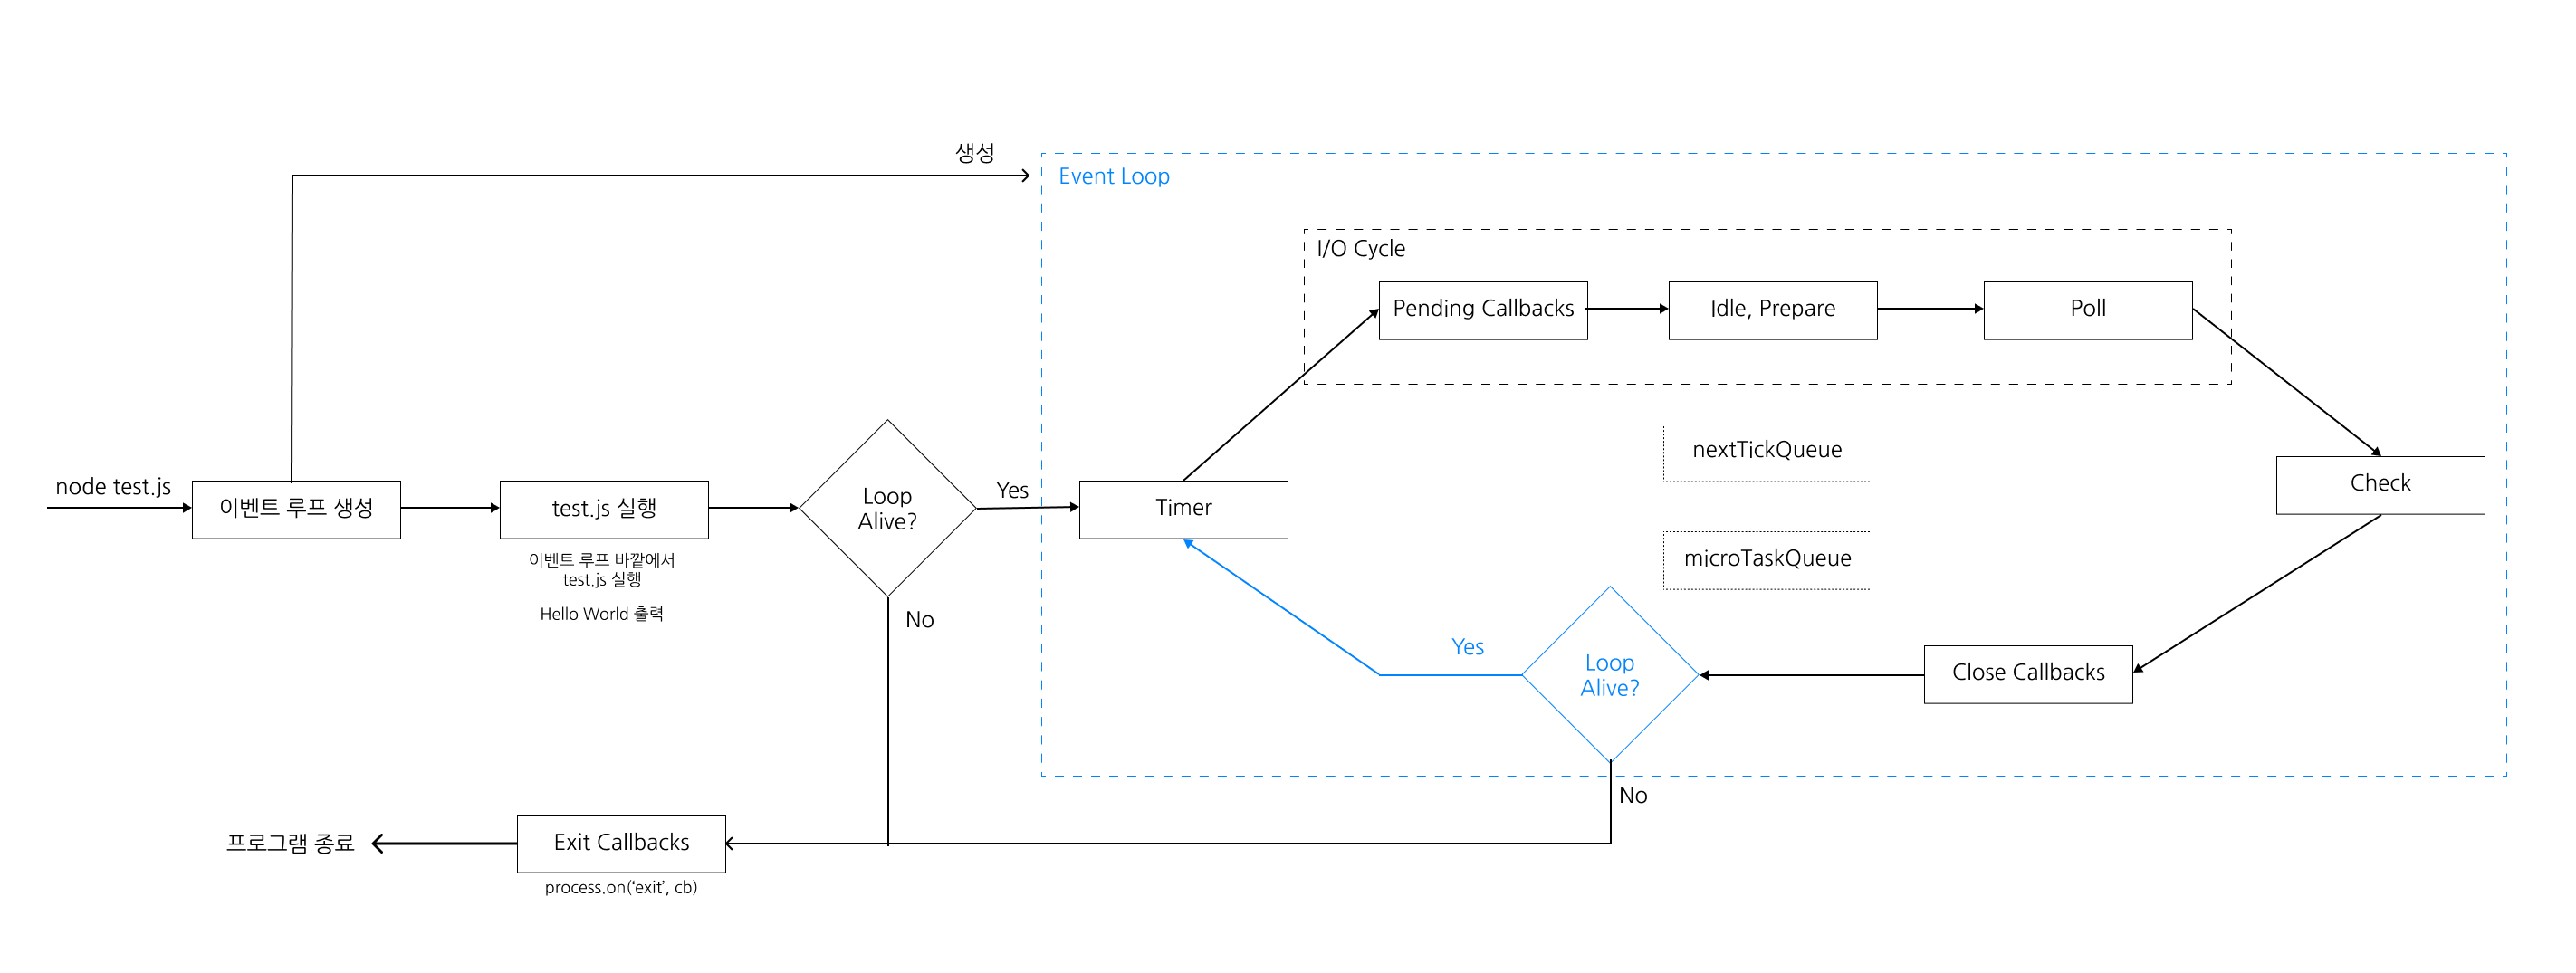 생성
Event Loop
I/O Cycle
Pending Callbacks
Idle, Prepare
Poll
nextTickQueue
node test.js
이벤트 루프 생성
test.js 실행
이벤트 루프 바깥에서
test.js 실행
Hello World 출력
Loop
Alive?
Yes
No
Timer
Check
microTaskQueue
Yes
Loop
Alive?
Close Callbacks
No
프로그램 종료
Exit Callbacks
process.on(‘exit’, cb)